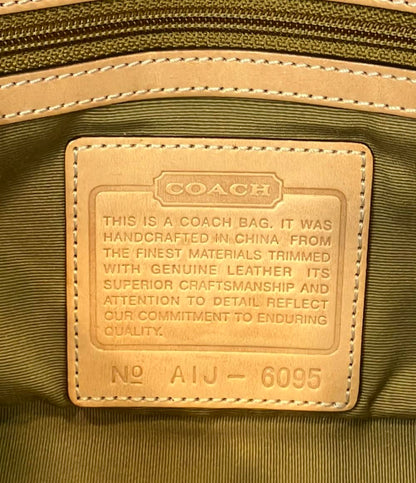 COACH
THIS IS A COACH BAG. IT WAS
HANDCRAFTED IN CHINA FROM
THE FINEST MATERIALS TRIMMED
WITH GENUINE LEATHER ITS
SUPERIOR CRAFTSMANSHIP AND
ATTENTION TO DETAIL REFLECT
OUR COMMITMENT TO ENDURING
QUALITY.
No AIJ - 6095